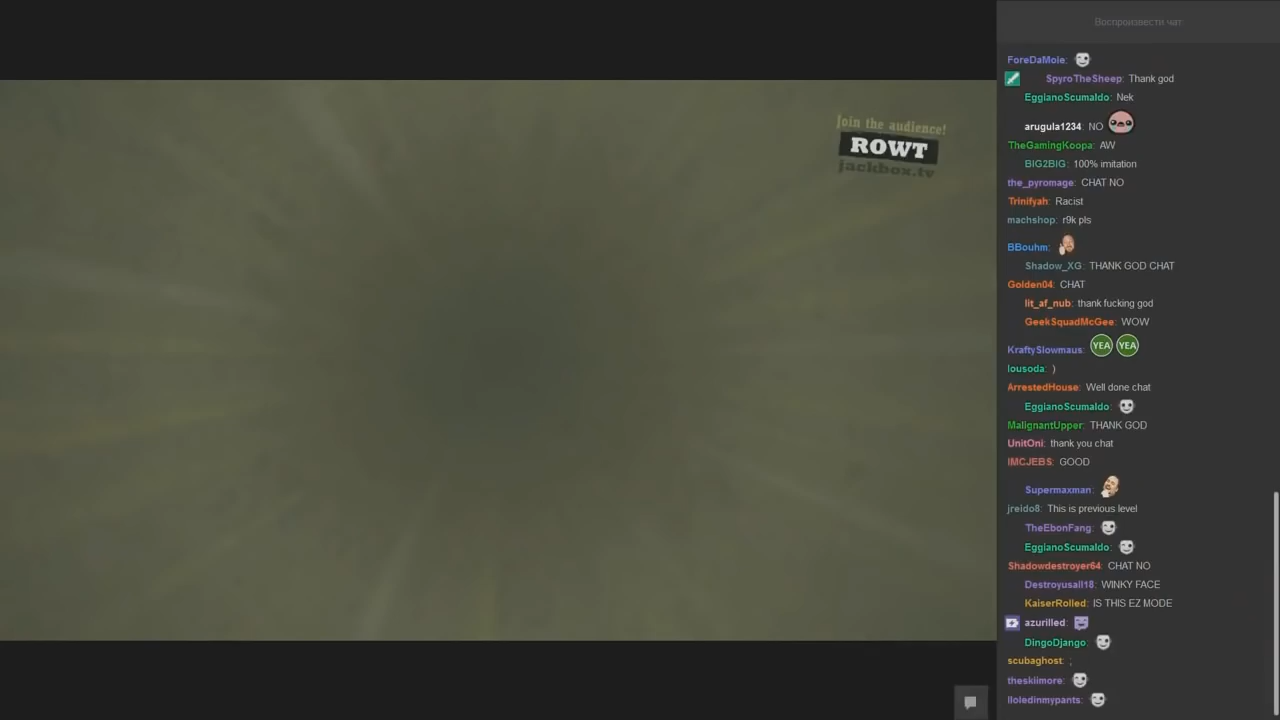 Воспроизвести чат
Join the audience!
ROWT
jackbox.tv
ForeDaMole:
SpyroTheSheep: Thank god
EggianoScumaldo: Nek
arugula1234: NO
TheGamingKoopa: AW
BIG2BIG: 100% imitation
the_pyromage: CHAT NO
Trinifyah: Racist
machshop: r9k pls
BBouhm:
Shadow_XG: THANK GOD CHAT
Golden04: CHAT
lit_af_nub: thank fucking god
GeekSquadMcGee: WOW
KraftySlowmaus: YEA YEA
lousoda: )
ArrestedHouse: Well done chat
EggianoScumaldo:
MalignantUpper: THANK GOD
UnitOni: thank you chat
IMCJEBS: GOOD
Supermaxman:
jreido8: This is previous level
TheEbonFang:
EggianoScumaldo:
Shadowdestroyer64: CHAT NO
Destroyusall18: WINKY FACE
KaiserRolled: IS THIS EZ MODE
azurilled:
DingoDjango:
scubaghost: ;
theskiimore:
lloledinmypants: